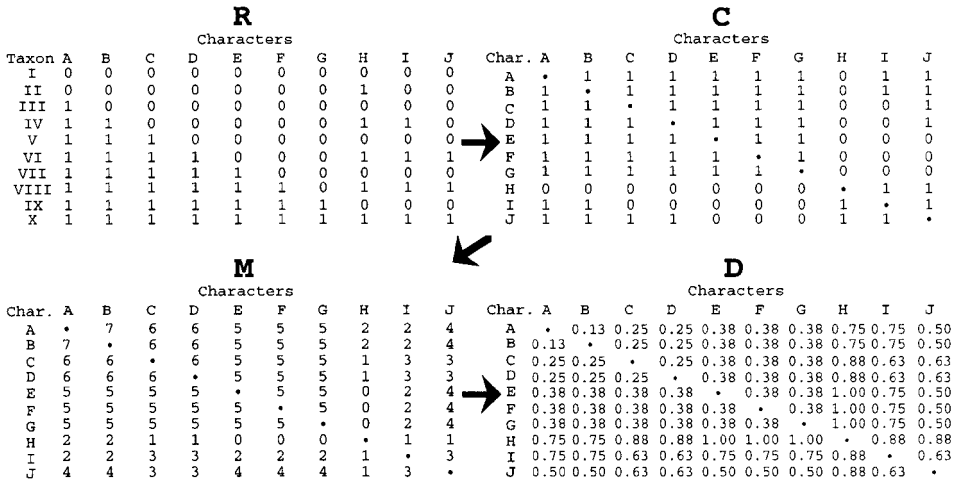 R
Characters
Taxon A B C D E F G H I J
I 0 0 0 0 0 0 0 0 0 0
II 0 0 0 0 0 0 0 1 0 0
III 1 0 0 0 0 0 0 0 0 0
IV 1 1 0 0 0 0 0 1 1 0
V 1 1 1 0 0 0 0 0 0 0
VI 1 1 1 1 0 0 0 1 1 1
VII 1 1 1 1 1 0 0 0 0 0
VIII 1 1 1 1 1 1 0 1 1 1
IX 1 1 1 1 1 1 1 0 0 0
X 1 1 1 1 1 1 1 1 1 1
C
Characters
Char. A B C D E F G H I J
A • 1 1 1 1 1 1 0 1 1
B 1 • 1 1 1 1 1 0 1 1
C 1 1 • 1 1 1 1 0 0 1
D 1 1 1 • 1 1 1 0 0 1
E 1 1 1 1 • 1 1 0 0 0
F 1 1 1 1 1 • 1 0 0 0
G 1 1 1 1 1 1 • 0 0 0
H 0 0 0 0 0 0 0 • 1 1
I 1 1 0 0 0 0 0 1 • 1
J 1 1 1 1 0 0 0 1 1 •
M
Characters
Char. A B C D E F G H I J
A • 7 6 6 5 5 5 2 2 4
B 7 • 6 6 5 5 5 2 2 4
C 6 6 • 6 5 5 5 1 3 3
D 6 6 6 • 5 5 5 1 3 3
E 5 5 5 5 • 5 5 0 2 4
F 5 5 5 5 5 • 5 0 2 4
G 5 5 5 5 5 5 • 0 2 4
H 2 2 1 1 0 0 0 • 1 1
I 2 2 3 3 2 2 2 1 • 3
J 4 4 3 3 4 4 4 1 3 •
D
Characters
Char. A B C D E F G H I J
A • 0.13 0.25 0.25 0.38 0.38 0.38 0.75 0.75 0.50
B 0.13 • 0.25 0.25 0.38 0.38 0.38 0.75 0.75 0.50
C 0.25 0.25 • 0.25 0.38 0.38 0.38 0.88 0.63 0.63
D 0.25 0.25 0.25 • 0.38 0.38 0.38 0.88 0.63 0.63
E 0.38 0.38 0.38 0.38 • 0.38 0.38 1.00 0.75 0.50
F 0.38 0.38 0.38 0.38 0.38 • 0.38 1.00 0.75 0.50
G 0.38 0.38 0.38 0.38 0.38 0.38 • 1.00 0.75 0.50
H 0.75 0.75 0.88 0.88 1.00 1.00 1.00 • 0.88 0.88
I 0.75 0.75 0.63 0.63 0.75 0.75 0.75 0.88 • 0.63
J 0.50 0.50 0.63 0.63 0.50 0.50 0.50 0.88 0.63 •